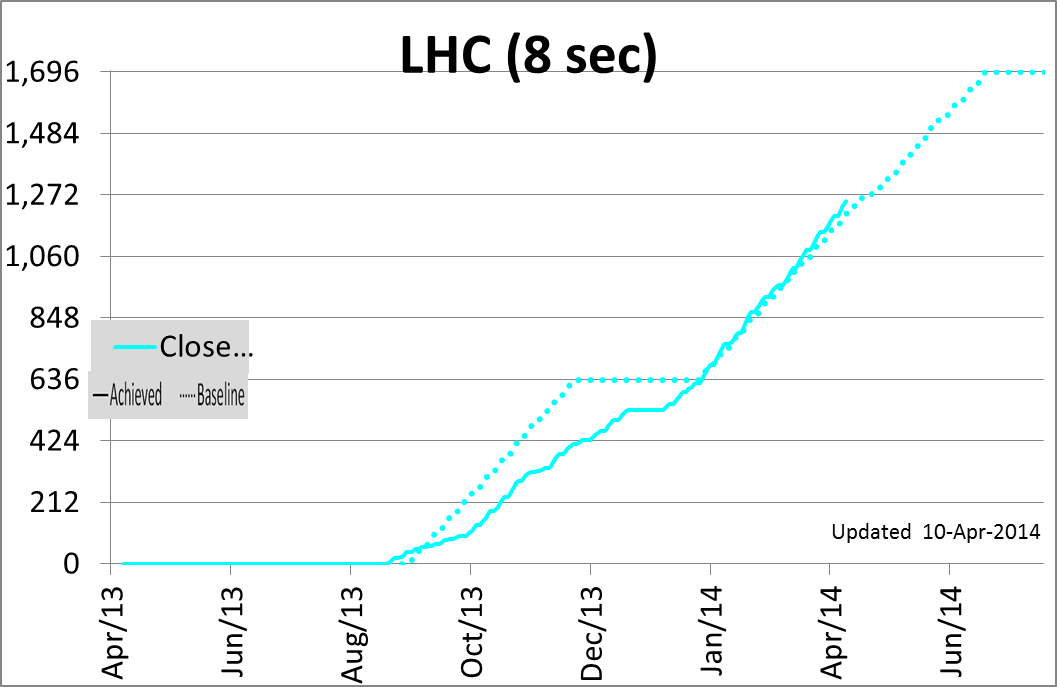 LHC (8 sec)
1,696
1,484
1,272
1,060
848
636
424
212
0
Close...
Achieved Baseline
Updated 10-Apr-2014
Apr/13
Jun/13
Aug/13
Oct/13
Dec/13
Jan/14
Apr/14
Jun/14